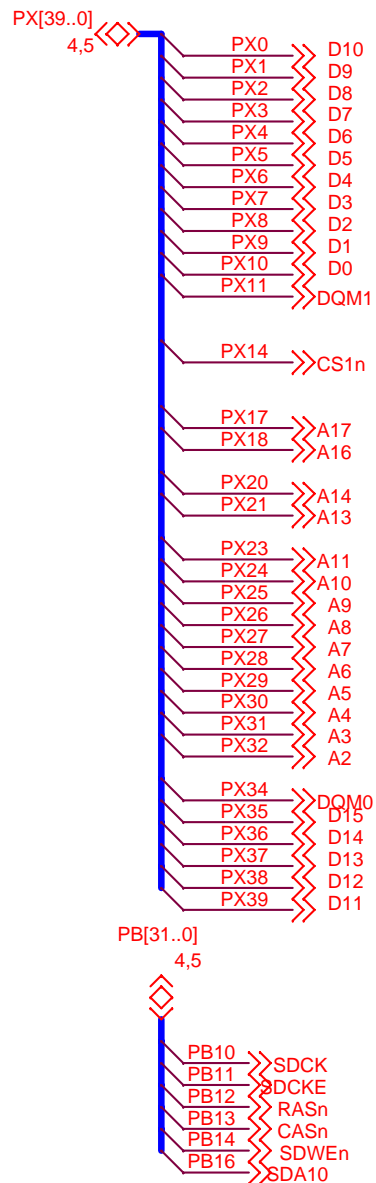 PX[39..0]
4,5
PX0 D10
PX1 D9
PX2 D8
PX3 D7
PX4 D6
PX5 D5
PX6 D4
PX7 D3
PX8 D2
PX9 D1
PX10 D0
PX11 DQM1
PX14 CS1n
PX17 A17
PX18 A16
PX20 A14
PX21 A13
PX23 A11
PX24 A10
PX25 A9
PX26 A8
PX27 A7
PX28 A6
PX29 A5
PX30 A4
PX31 A3
PX32 A2
PX34 DQM0
PX35 D15
PX36 D14
PX37 D13
PX38 D12
PX39 D11
PB[31..0]
4,5
PB10 SDCK
PB11 SDCKE
PB12 RASn
PB13 CASn
PB14 SDWEn
PB16 SDA10